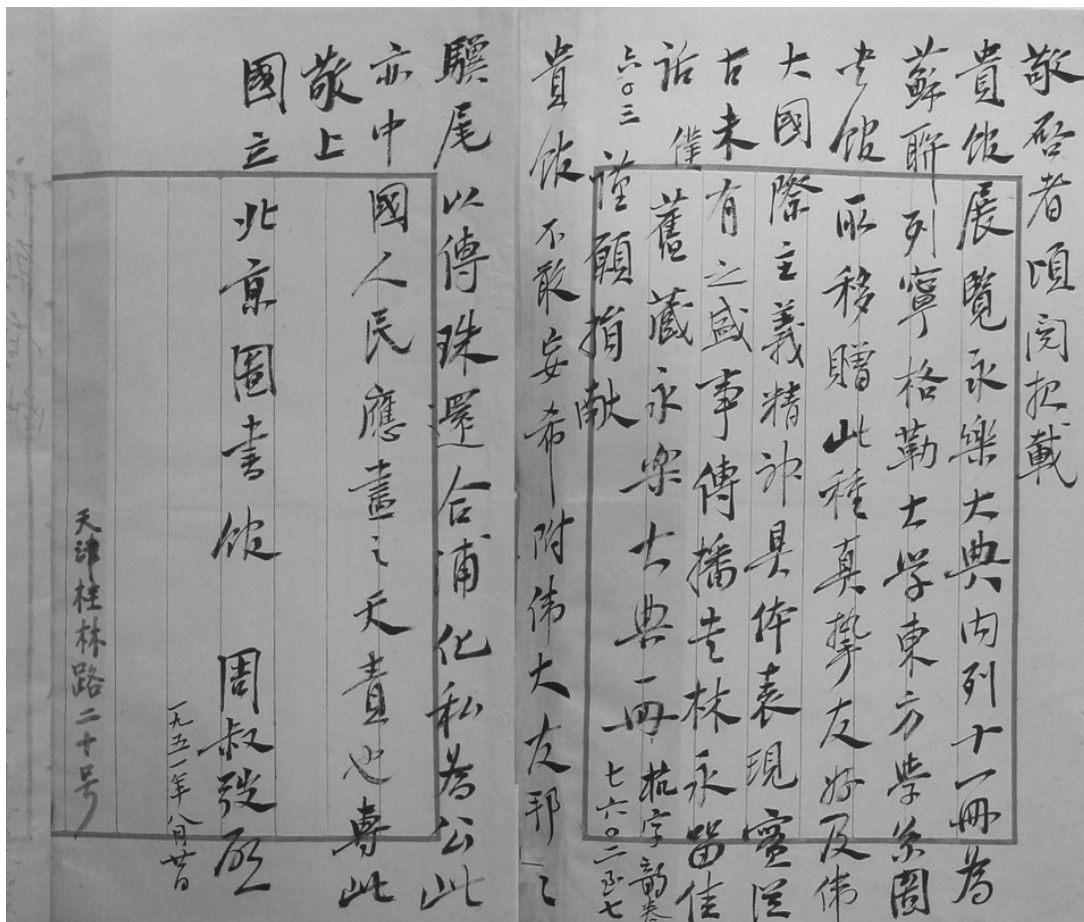 敬啓者頃閱報載
貴館展覽永樂大典內列十一冊為
蘇聯列寧格勒大學東方學系圖
書館所移贈此種真摯友好及偉
大國際主義精神具体表現實從
古未有之盛事傳播士林永留佳
話僅舊藏永樂大典一冊杭字韻卷七六〇二至七
六〇三謹願捐献
貴館不敢妄希附偉大友邦之
驥尾以傳珠還合浦化私為公此
亦中國人民應盡之天責也專此
敬上
國立北京圖書館 周叔弢啟
一九五一年八月廿日
天津桂林路二十号